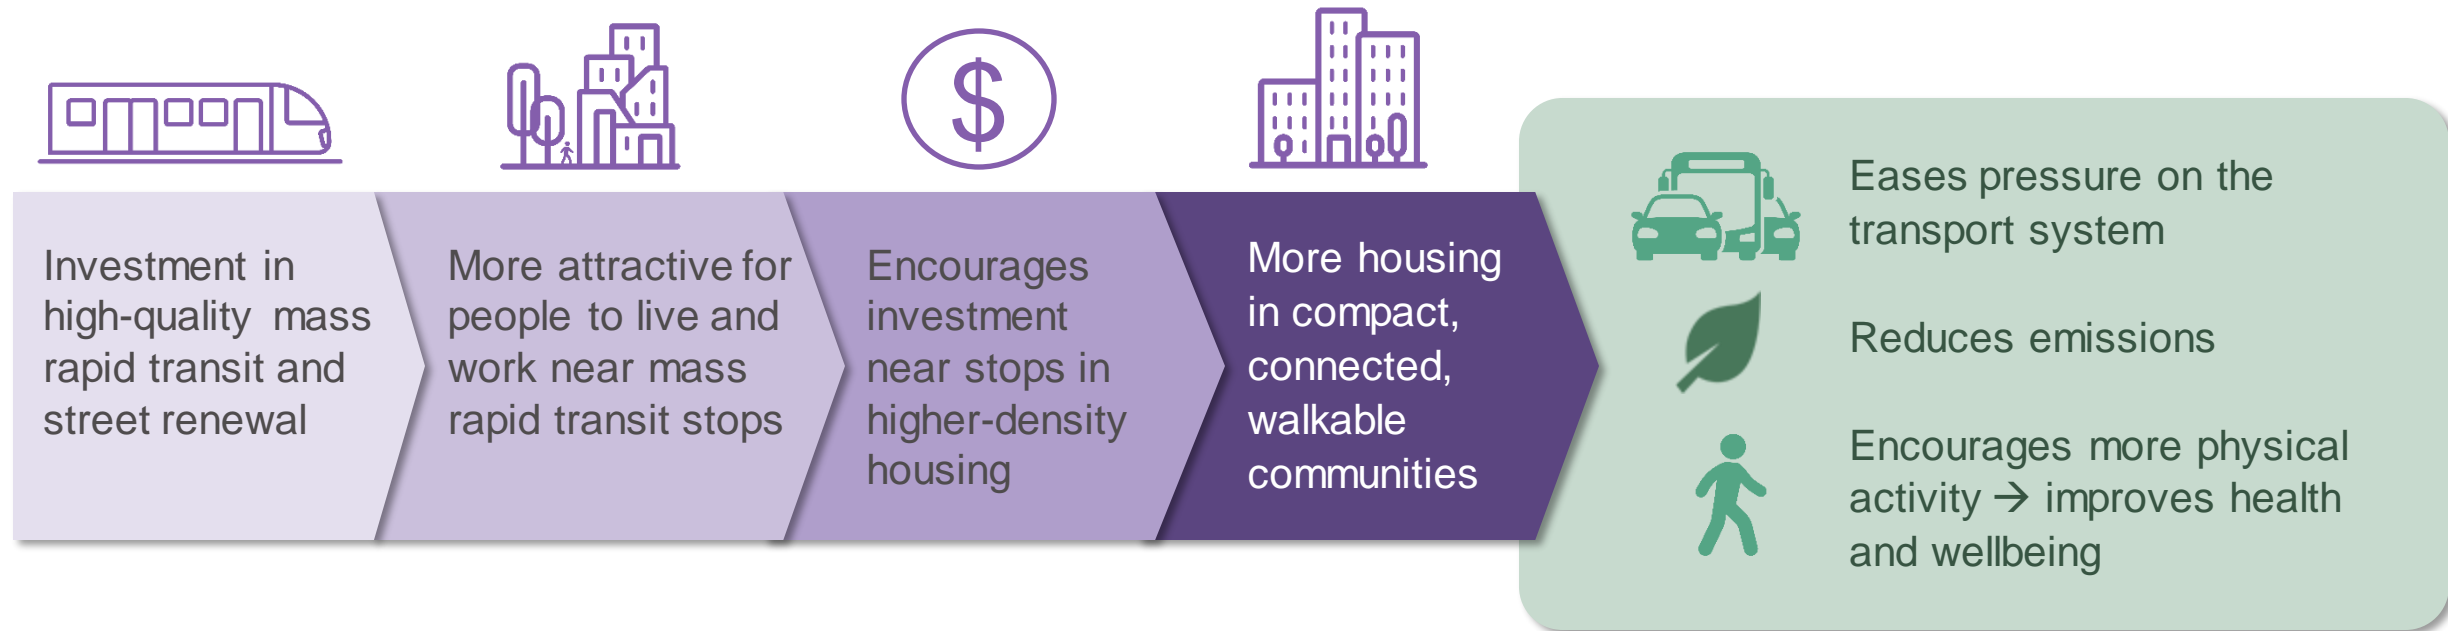 $
Investment in
high-quality mass
rapid transit and
street renewal
More attractive for
people to live and
work near mass
rapid transit stops
Encourages
investment
near stops in
higher-density
housing
More housing
in compact,
connected,
walkable
communities
Eases pressure on the
transport system
Reduces emissions
Encourages more physical
activity → improves health
and wellbeing